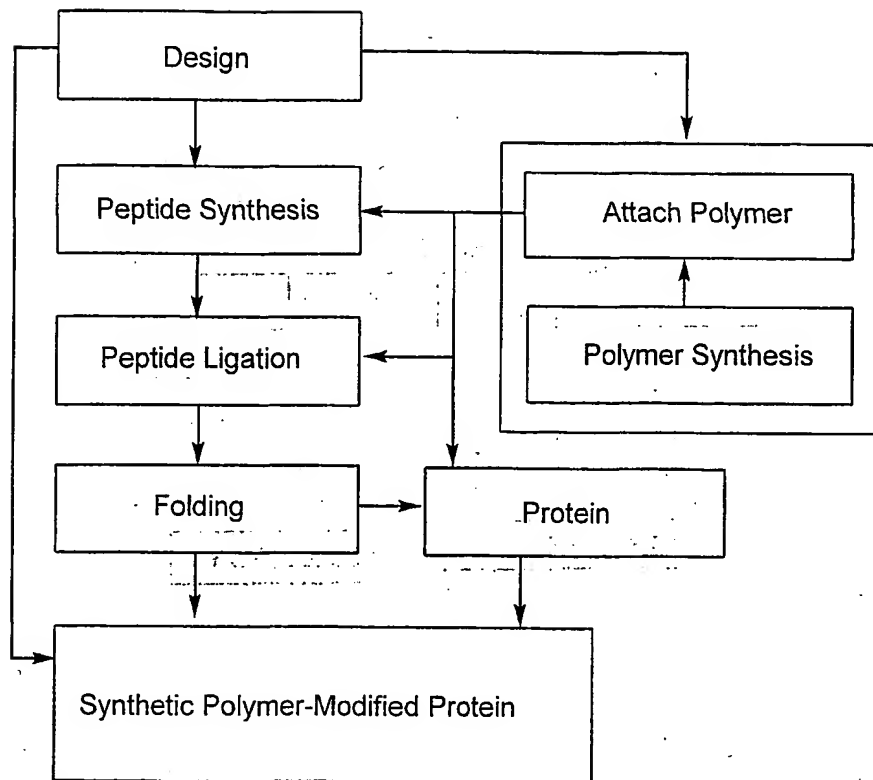 Design
Peptide Synthesis
Attach Polymer
Peptide Ligation
Polymer Synthesis
Folding
Protein
Synthetic Polymer-Modified Protein